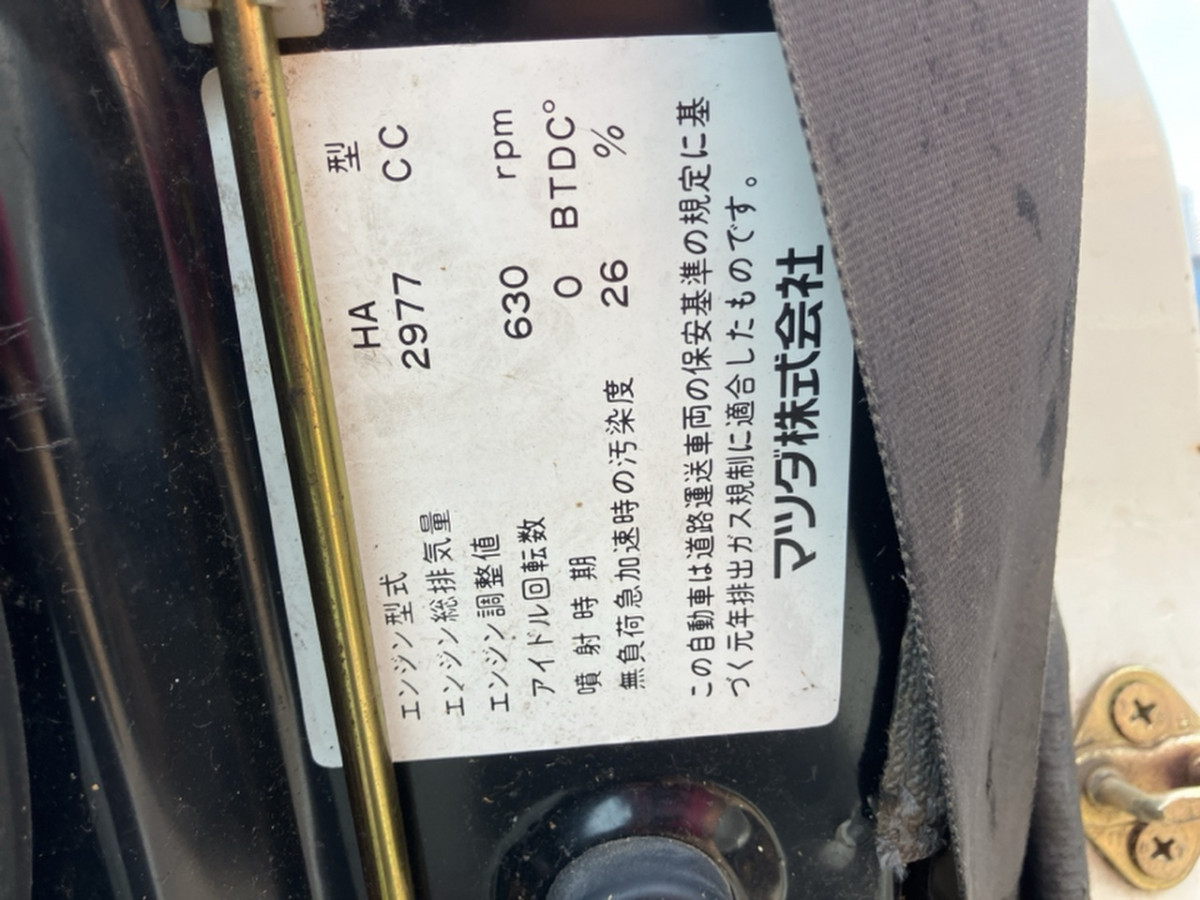 エンジン型式 HA 型
エンジン総排気量 2977 CC
エンジン調整値
アイドル回転数 630 rpm
噴射時期 0 BTDC°
無負荷急加速時の汚染度 26 %
この自動車は道路運送車両の保安基準の規定に基
づく元年排出ガス規制に適合したものです。
マツダ株式会社